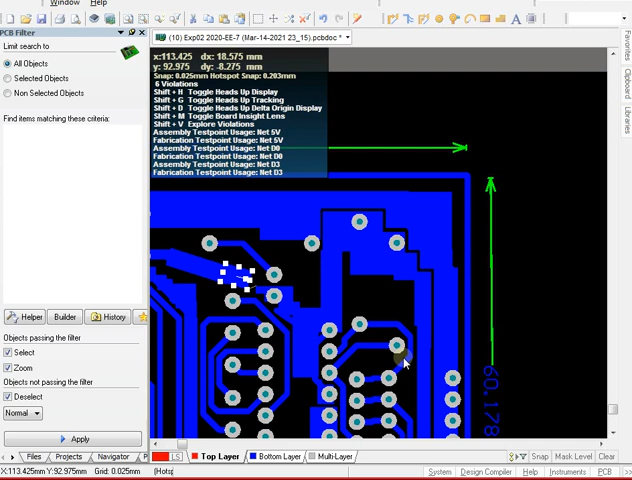 Window Help
PCB Filter
Limit search to
All Objects
Selected Objects
Non Selected Objects
Find items matching these criteria:
Helper Builder History
Objects passing the filter
Select
Zoom
Objects not passing the filter
Deselect
Normal
Apply
Files Projects Navigator
(10) Exp02 2020-EE-7 (Mar-14-2021 23_15).pcbdoc *
x:113.425 dx: 18.575 mm
y: 92.975 dy: -8.275 mm
Snap: 0.025mm Hotspot Snap: 0.203mm
6 Violations
Shift + H Toggle Heads Up Display
Shift + G Toggle Heads Up Tracking
Shift + D Toggle Heads Up Delta Origin Display
Shift + M Toggle Board Insight Lens
Shift + V Explore Violations
Assembly Testpoint Usage: Net 5V
Fabrication Testpoint Usage: Net 5V
Assembly Testpoint Usage: Net D0
Fabrication Testpoint Usage: Net D0
Assembly Testpoint Usage: Net D3
Fabrication Testpoint Usage: Net D3
60.178
Favorites
Clipboard
Libraries
LS Top Layer Bottom Layer Multi-Layer
Snap Mask Level Clear
X:113.425mm Y:92.975mm Grid: 0.025mm (Hots
System Design Compiler Help Instruments PCB